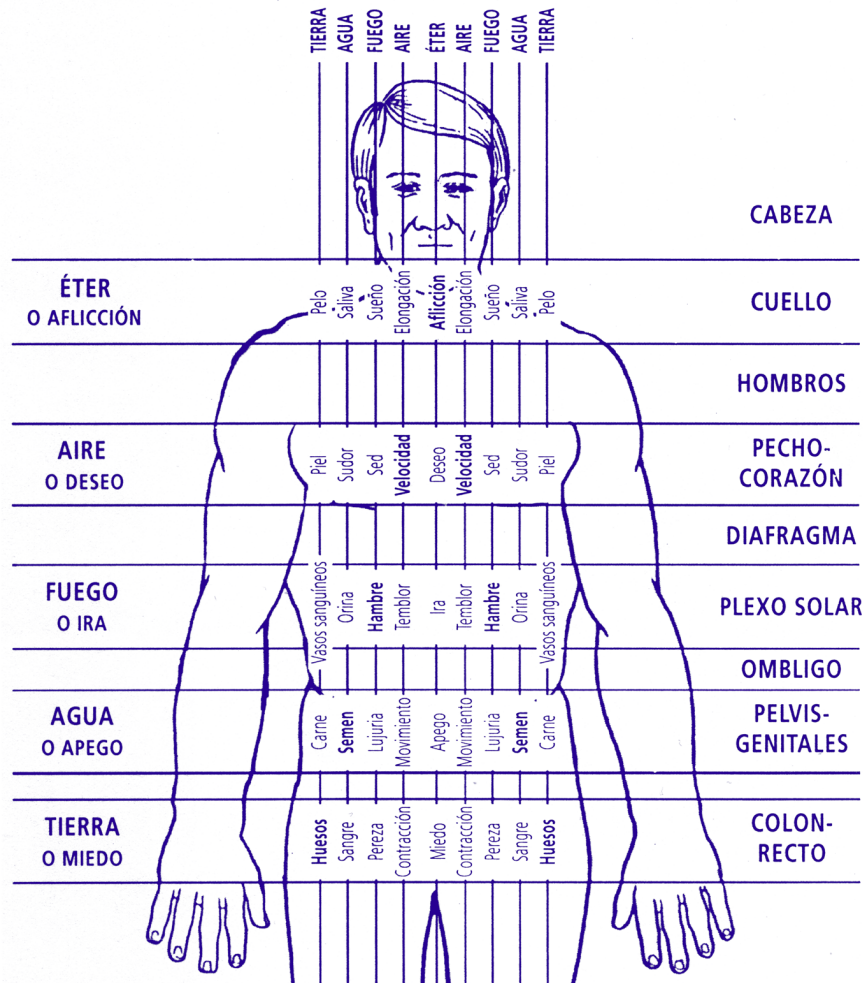 TIERRA
AGUA
FUEGO
AIRE
ÉTER
AIRE
FUEGO
AGUA
TIERRA
CABEZA
ÉTER
O AFLICCIÓN
Pelo
Saliva
Sueño
Elongación
Aflicción
Elongación
Sueño
Saliva
Pelo
CUELLO
HOMBROS
AIRE
O DESEO
Piel
Sudor
Sed
Velocidad
Deseo
Velocidad
Sed
Sudor
Piel
PECHO-
CORAZÓN
DIAFRAGMA
FUEGO
O IRA
Vasos sanguíneos
Orina
Hambre
Temblor
Ira
Temblor
Hambre
Orina
Vasos sanguíneos
PLEXO SOLAR
OMBLIGO
AGUA
O APEGO
Carne
Semen
Lujuria
Movimiento
Apego
Movimiento
Lujuria
Semen
Carne
PELVIS-
GENITALES
TIERRA
O MIEDO
Huesos
Sangre
Pereza
Contracción
Miedo
Contracción
Pereza
Sangre
Huesos
COLON-
RECTO